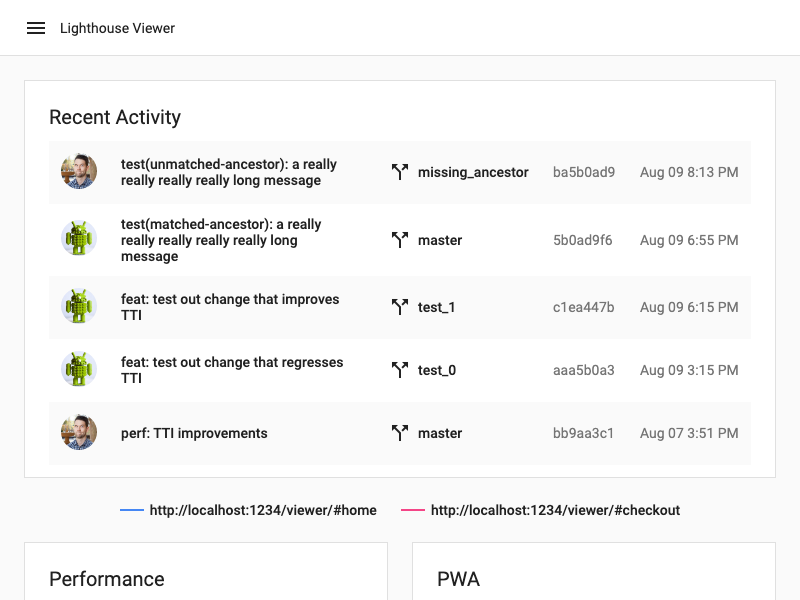 Lighthouse Viewer
Recent Activity
test(unmatched-ancestor): a really
really really really long message
missing_ancestor
ba5b0ad9
Aug 09 8:13 PM
test(matched-ancestor): a really
really really really really long
message
master
5b0ad9f6
Aug 09 6:55 PM
feat: test out change that improves
TTI
test_1
c1ea447b
Aug 09 6:15 PM
feat: test out change that regresses
TTI
test_0
aaa5b0a3
Aug 09 3:15 PM
perf: TTI improvements
master
bb9aa3c1
Aug 07 3:51 PM
http://localhost:1234/viewer/#home
http://localhost:1234/viewer/#checkout
Performance
PWA